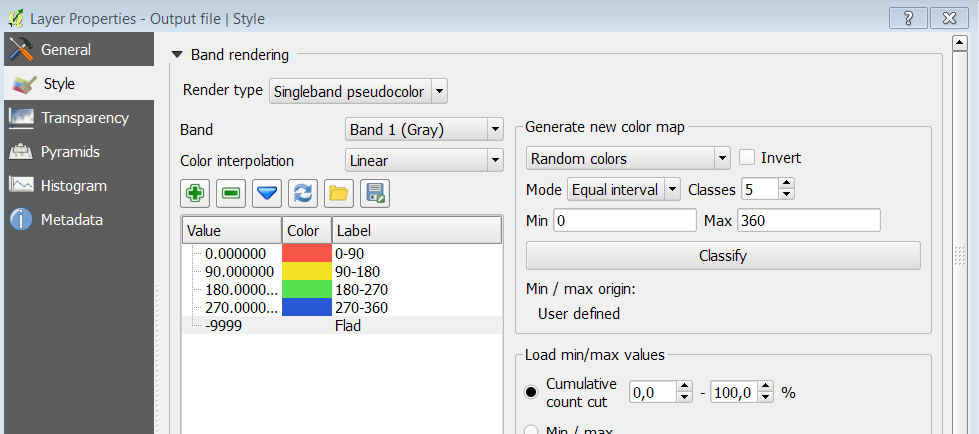 Layer Properties - Output file | Style
General
Style
Transparency
Pyramids
Histogram
Metadata
Band rendering
Render type Singleband pseudocolor
Band Band 1 (Gray)
Color interpolation Linear
Value Color Label
0.000000 0-90
90.000000 90-180
180.0000... 180-270
270.0000... 270-360
-9999 Flad
Generate new color map
Random colors Invert
Mode Equal interval Classes 5
Min 0 Max 360
Classify
Min / max origin:
User defined
Load min/max values
Cumulative
count cut 0,0 - 100,0 %
Min / max